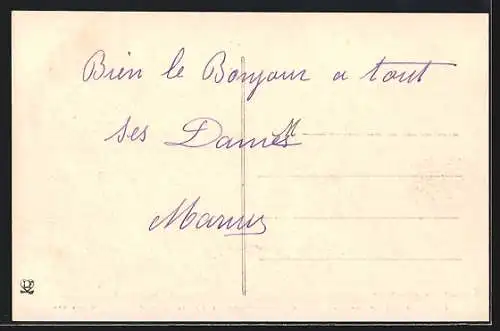 Bien le Bonjour a tout
ses Dames
M
Marius